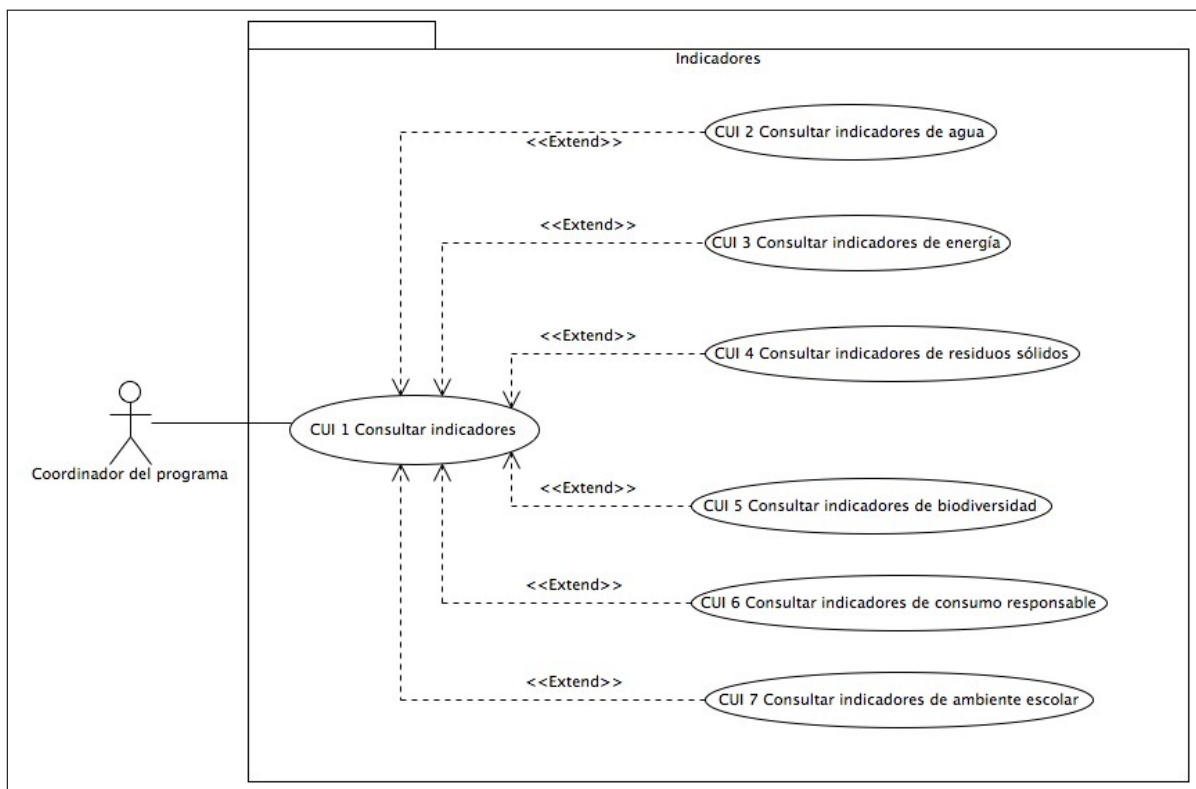 Indicadores
CUI 2 Consultar indicadores de agua
<<Extend>>
<<Extend>>
CUI 3 Consultar indicadores de energía
<<Extend>>
CUI 4 Consultar indicadores de residuos sólidos
CUI 1 Consultar indicadores
Coordinador del programa
<<Extend>>
CUI 5 Consultar indicadores de biodiversidad
<<Extend>>
CUI 6 Consultar indicadores de consumo responsable
<<Extend>>
CUI 7 Consultar indicadores de ambiente escolar